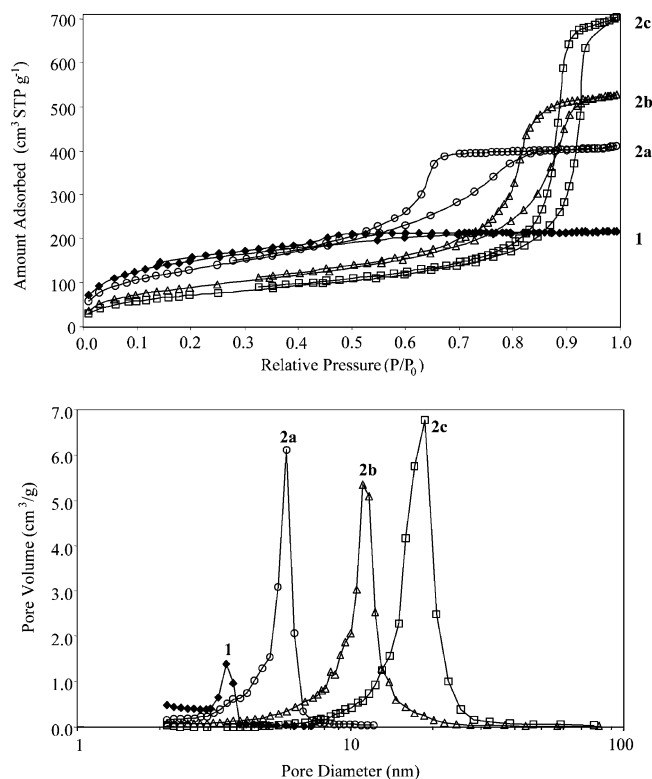 700
600
500
400
300
200
100
0
Amount Adsorbed (cm³ STP g⁻¹)
0.0 0.1 0.2 0.3 0.4 0.5 0.6 0.7 0.8 0.9 1.0
Relative Pressure (P/P₀)
2c
2b
2a
1
7.0
6.0
5.0
4.0
3.0
2.0
1.0
0.0
Pore Volume (cm³/g)
1
2a
2b
2c
1 10 100
Pore Diameter (nm)